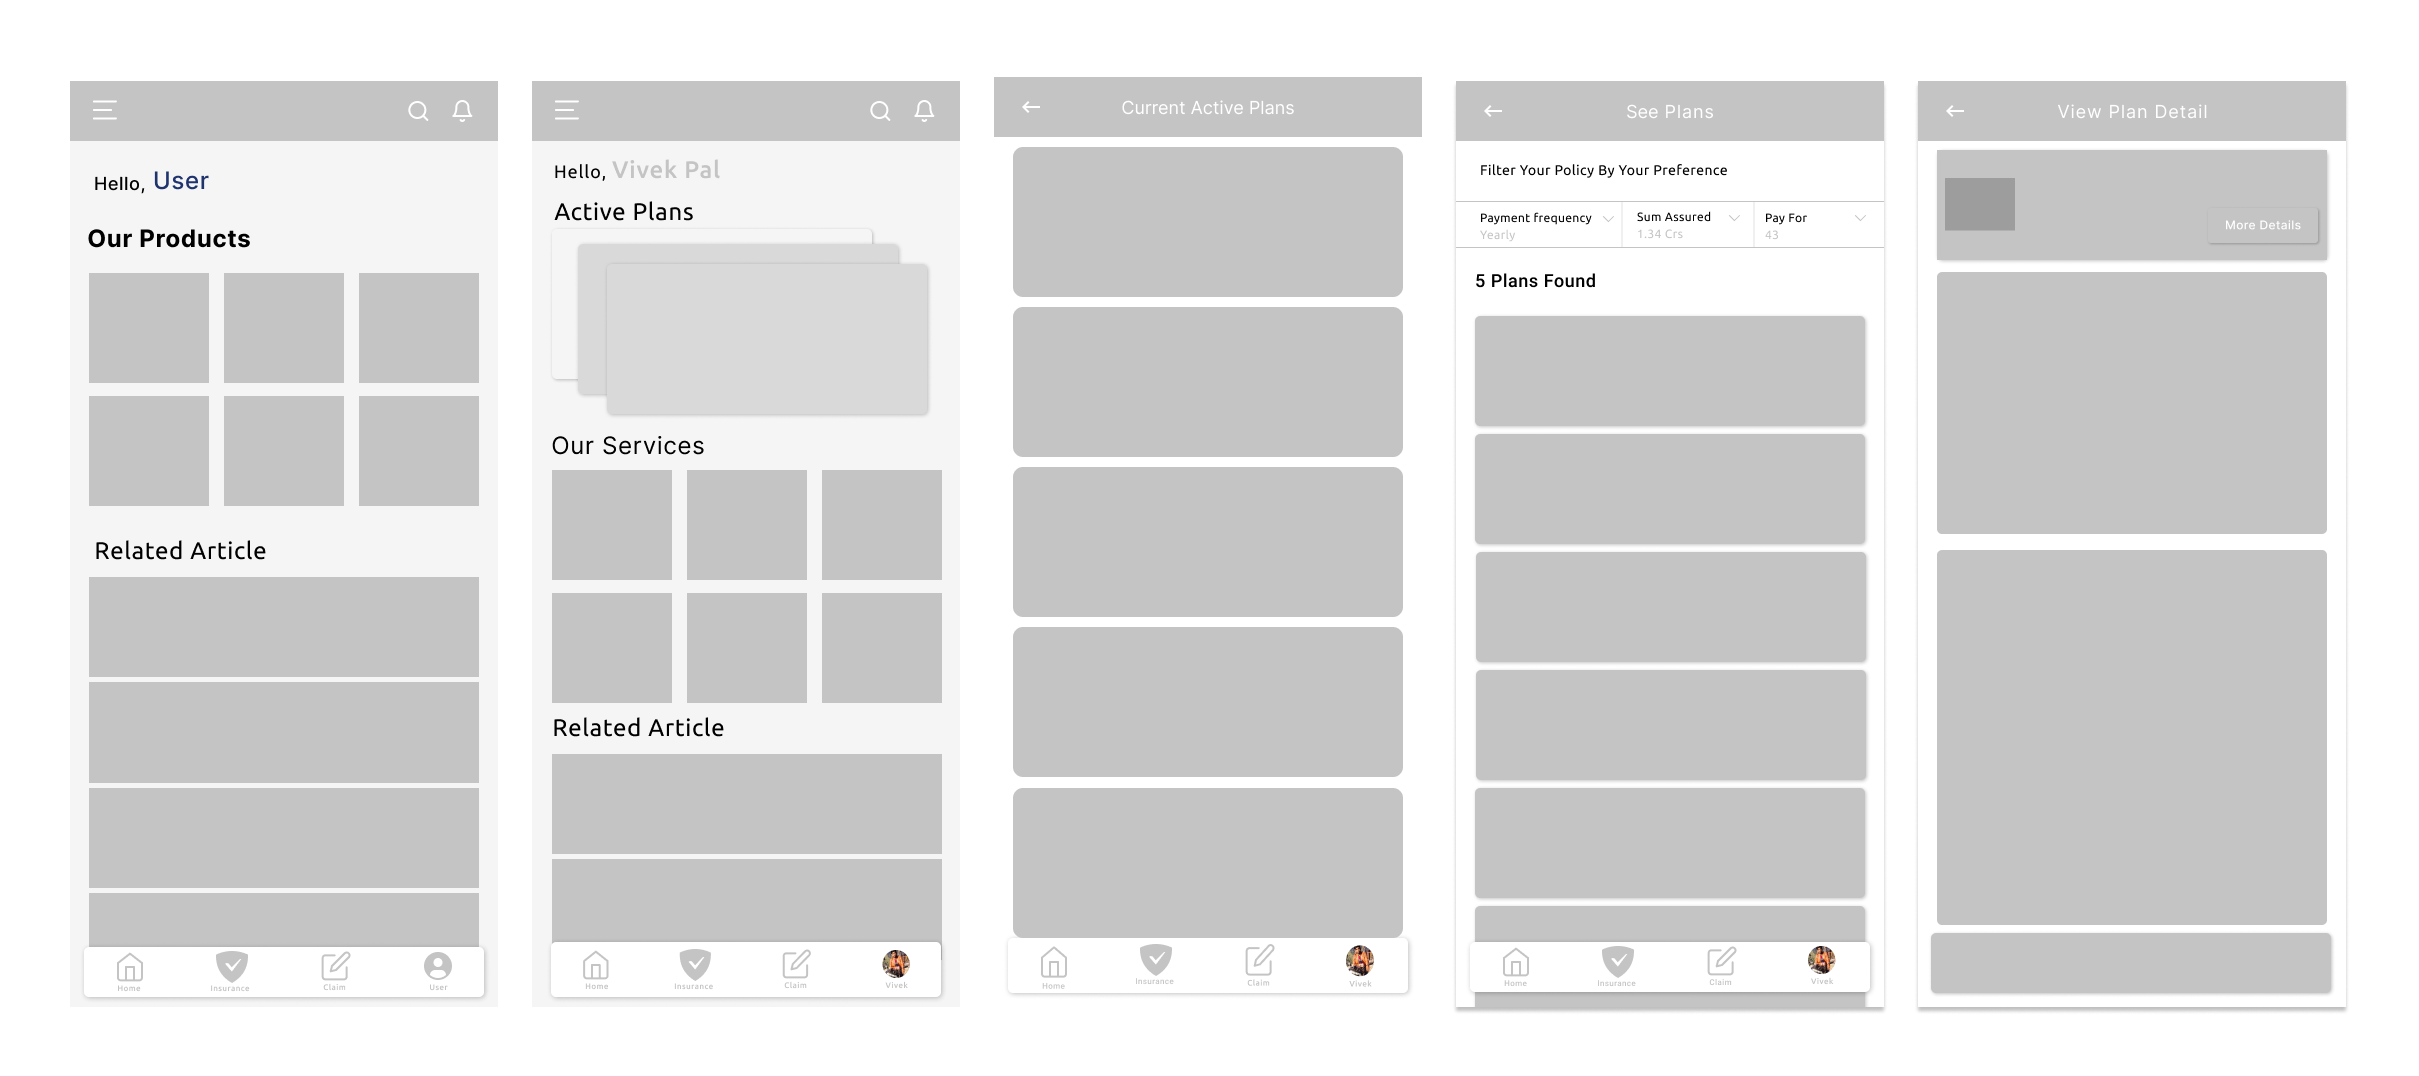 Hello, User
Our Products
Related Article
Home
Insurance
Claim
User
Hello, Vivek Pal
Active Plans
Our Services
Related Article
Home
Insurance
Claim
Vivek
Current Active Plans
Home
Insurance
Claim
Vivek
See Plans
Filter Your Policy By Your Preference
Payment frequency
Yearly
Sum Assured
1.34 Crs
Pay For
43
5 Plans Found
Home
Insurance
Claim
Vivek
View Plan Detail
More Details